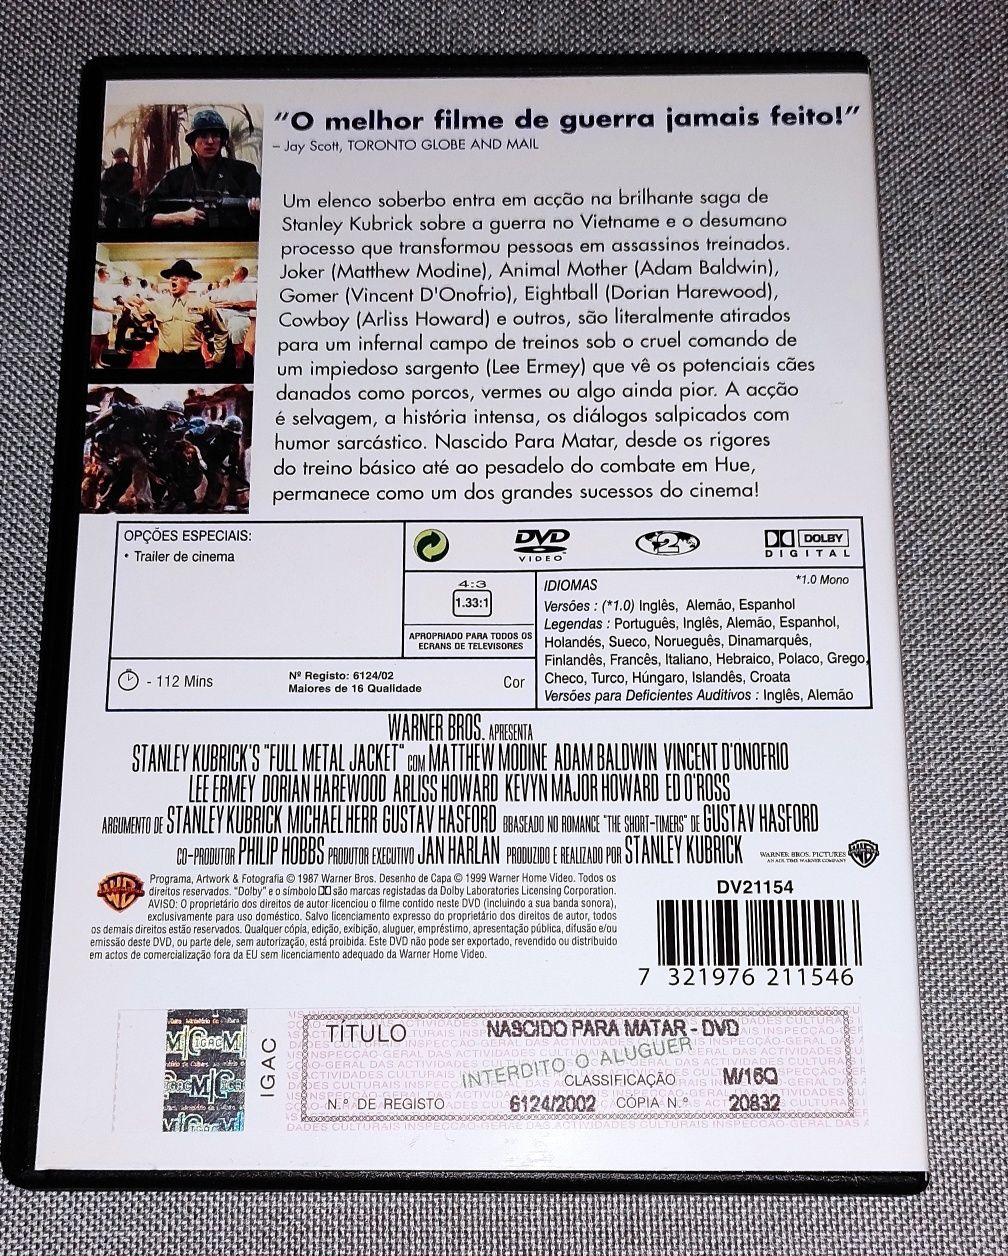 "O melhor filme de guerra jamais feito!"
– Jay Scott, TORONTO GLOBE AND MAIL
Um elenco soberbo entra em acção na brilhante saga de
Stanley Kubrick sobre a guerra no Vietname e o desumano
processo que transformou pessoas em assassinos treinados.
Joker (Matthew Modine), Animal Mother (Adam Baldwin),
Gomer (Vincent D'Onofrio), Eightball (Dorian Harewood),
Cowboy (Arliss Howard) e outros, são literalmente atirados
para um infernal campo de treinos sob o cruel comando de
um impiedoso sargento (Lee Ermey) que vê os potenciais cães
danados como porcos, vermes ou algo ainda pior. A acção
é selvagem, a história intensa, os diálogos salpicados com
humor sarcástico. Nascido Para Matar, desde os rigores
do treino básico até ao pesadelo do combate em Hue,
permanece como um dos grandes sucessos do cinema!
OPÇÕES ESPECIAIS:
• Trailer de cinema
DVD
VIDEO
2
DOLBY
DIGITAL
4:3
1.33:1
APROPRIADO PARA TODOS OS
ECRANS DE TELEVISORES
IDIOMAS
*1.0 Mono
Versões : (*1.0) Inglês, Alemão, Espanhol
Legendas : Português, Inglês, Alemão, Espanhol,
Holandés, Sueco, Norueguês, Dinamarquês,
Finlandês, Francês, Italiano, Hebraico, Polaco, Grego,
Checo, Turco, Húngaro, Islandês, Croata
Versões para Deficientes Auditivos : Inglês, Alemão
- 112 Mins
Nº Registo: 6124/02
Maiores de 16 Qualidade
Cor
WARNER BROS. APRESENTA
STANLEY KUBRICK'S "FULL METAL JACKET" COM MATTHEW MODINE ADAM BALDWIN VINCENT D'ONOFRIO
LEE ERMEY DORIAN HAREWOOD ARLISS HOWARD KEVYN MAJOR HOWARD ED O'ROSS
ARGUMENTO DE STANLEY KUBRICK MICHAEL HERR GUSTAV HASFORD BBASEADO NO ROMANCE "THE SHORT-TIMERS" DE GUSTAV HASFORD
CO-PRODUTOR PHILIP HOBBS PRODUTOR EXECUTIVO JAN HARLAN PRODUZIDO E REALIZADO POR STANLEY KUBRICK
WARNER BROS. PICTURES
AN AOL TIME WARNER COMPANY
Programa, Artwork & Fotografia © 1987 Warner Bros. Desenho de Capa © 1999 Warner Home Video. Todos os
direitos reservados. "Dolby" e o símbolo são marcas registadas da Dolby Laboratories Licensing Corporation.
AVISO: O proprietário dos direitos de autor licenciou o filme contido neste DVD (incluindo a sua banda sonora),
exclusivamente para uso doméstico. Salvo licenciamento expresso do proprietário dos direitos de autor, todos
os demais direitos estão reservados. Qualquer cópia, edição, exibição, aluguer, empréstimo, apresentação pública, difusão e/ou
emissão deste DVD, ou parte dele, sem autorização, está proibida. Este DVD não pode ser exportado, revendido ou distribuido
em actos de comercialização fora da EU sem licenciamento adequado da Warner Home Video.
DV21154
7 321976 211546
IGAC
TÍTULO NASCIDO PARA MATAR - DVD
INTERDITO O ALUGUER
CLASSIFICAÇÃO M/16Q
N.º DE REGISTO 6124/2002 CÓPIA N.º 20832